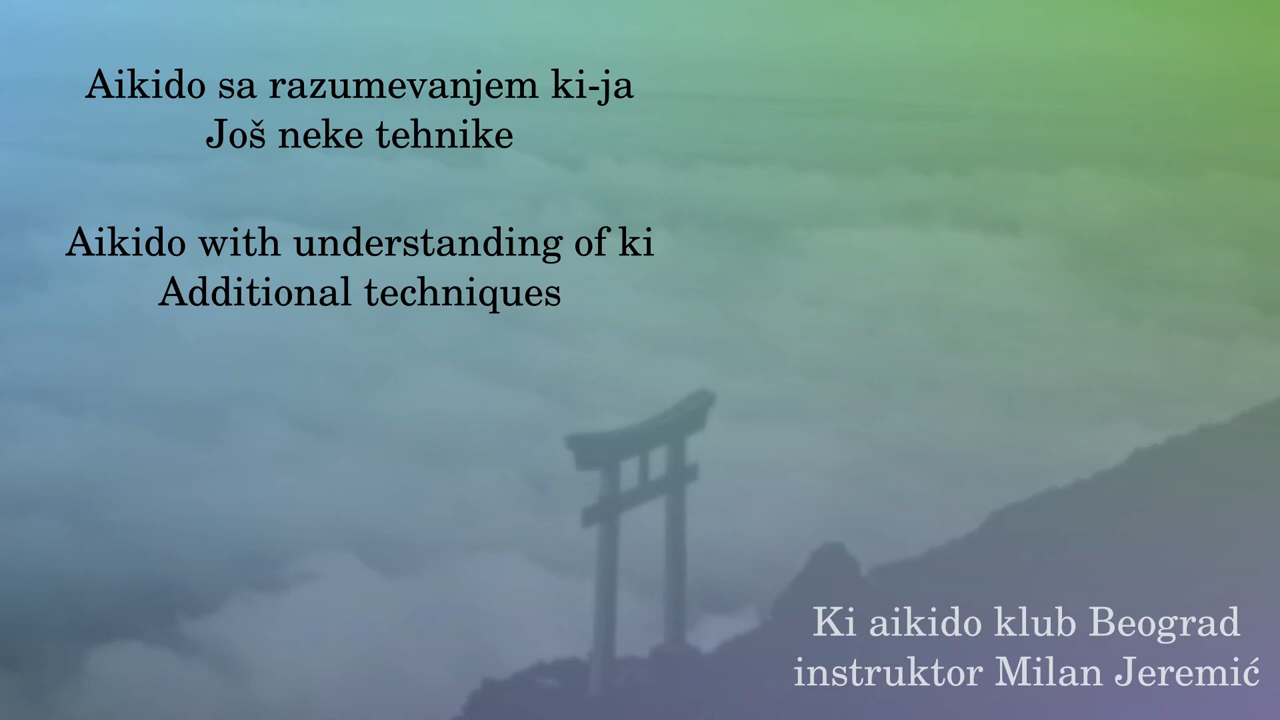 Aikido sa razumevanjem ki-ja
Još neke tehnike
Aikido with understanding of ki
Additional techniques
Ki aikido klub Beograd
instruktor Milan Jeremić